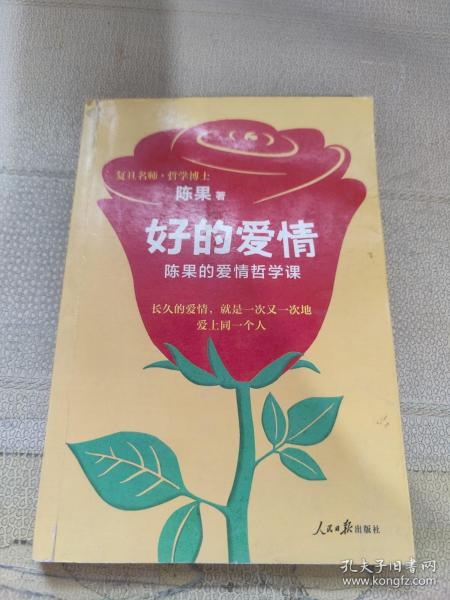 复旦名师·哲学博士
陈果 著
好的爱情
陈果的爱情哲学课
长久的爱情,就是一次又一次地
爱上同一个人
人民日报出版社
孔夫子旧书网
www.kongfz.com